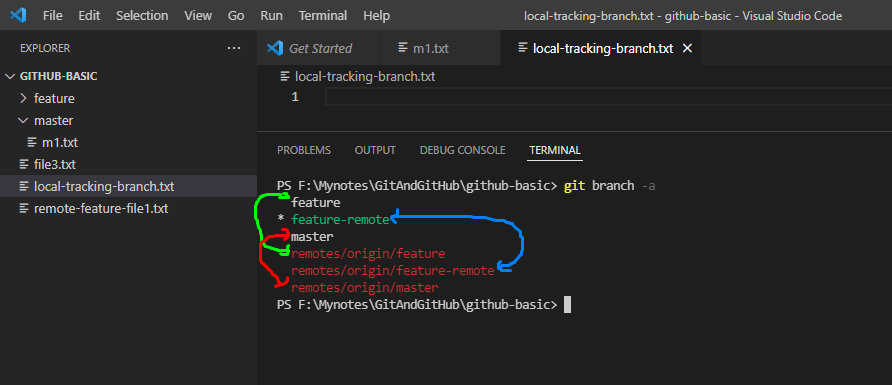 File Edit Selection View Go Run Terminal Help local-tracking-branch.txt - github-basic - Visual Studio Code
EXPLORER ···
GITHUB-BASIC
feature
master
m1.txt
file3.txt
local-tracking-branch.txt
remote-feature-file1.txt
Get Started m1.txt local-tracking-branch.txt
local-tracking-branch.txt
1
PROBLEMS OUTPUT DEBUG CONSOLE TERMINAL
PS F:\Mynotes\GitAndGitHub\github-basic> git branch -a
feature
* feature-remote
master
remotes/origin/feature
remotes/origin/feature-remote
remotes/origin/master
PS F:\Mynotes\GitAndGitHub\github-basic>